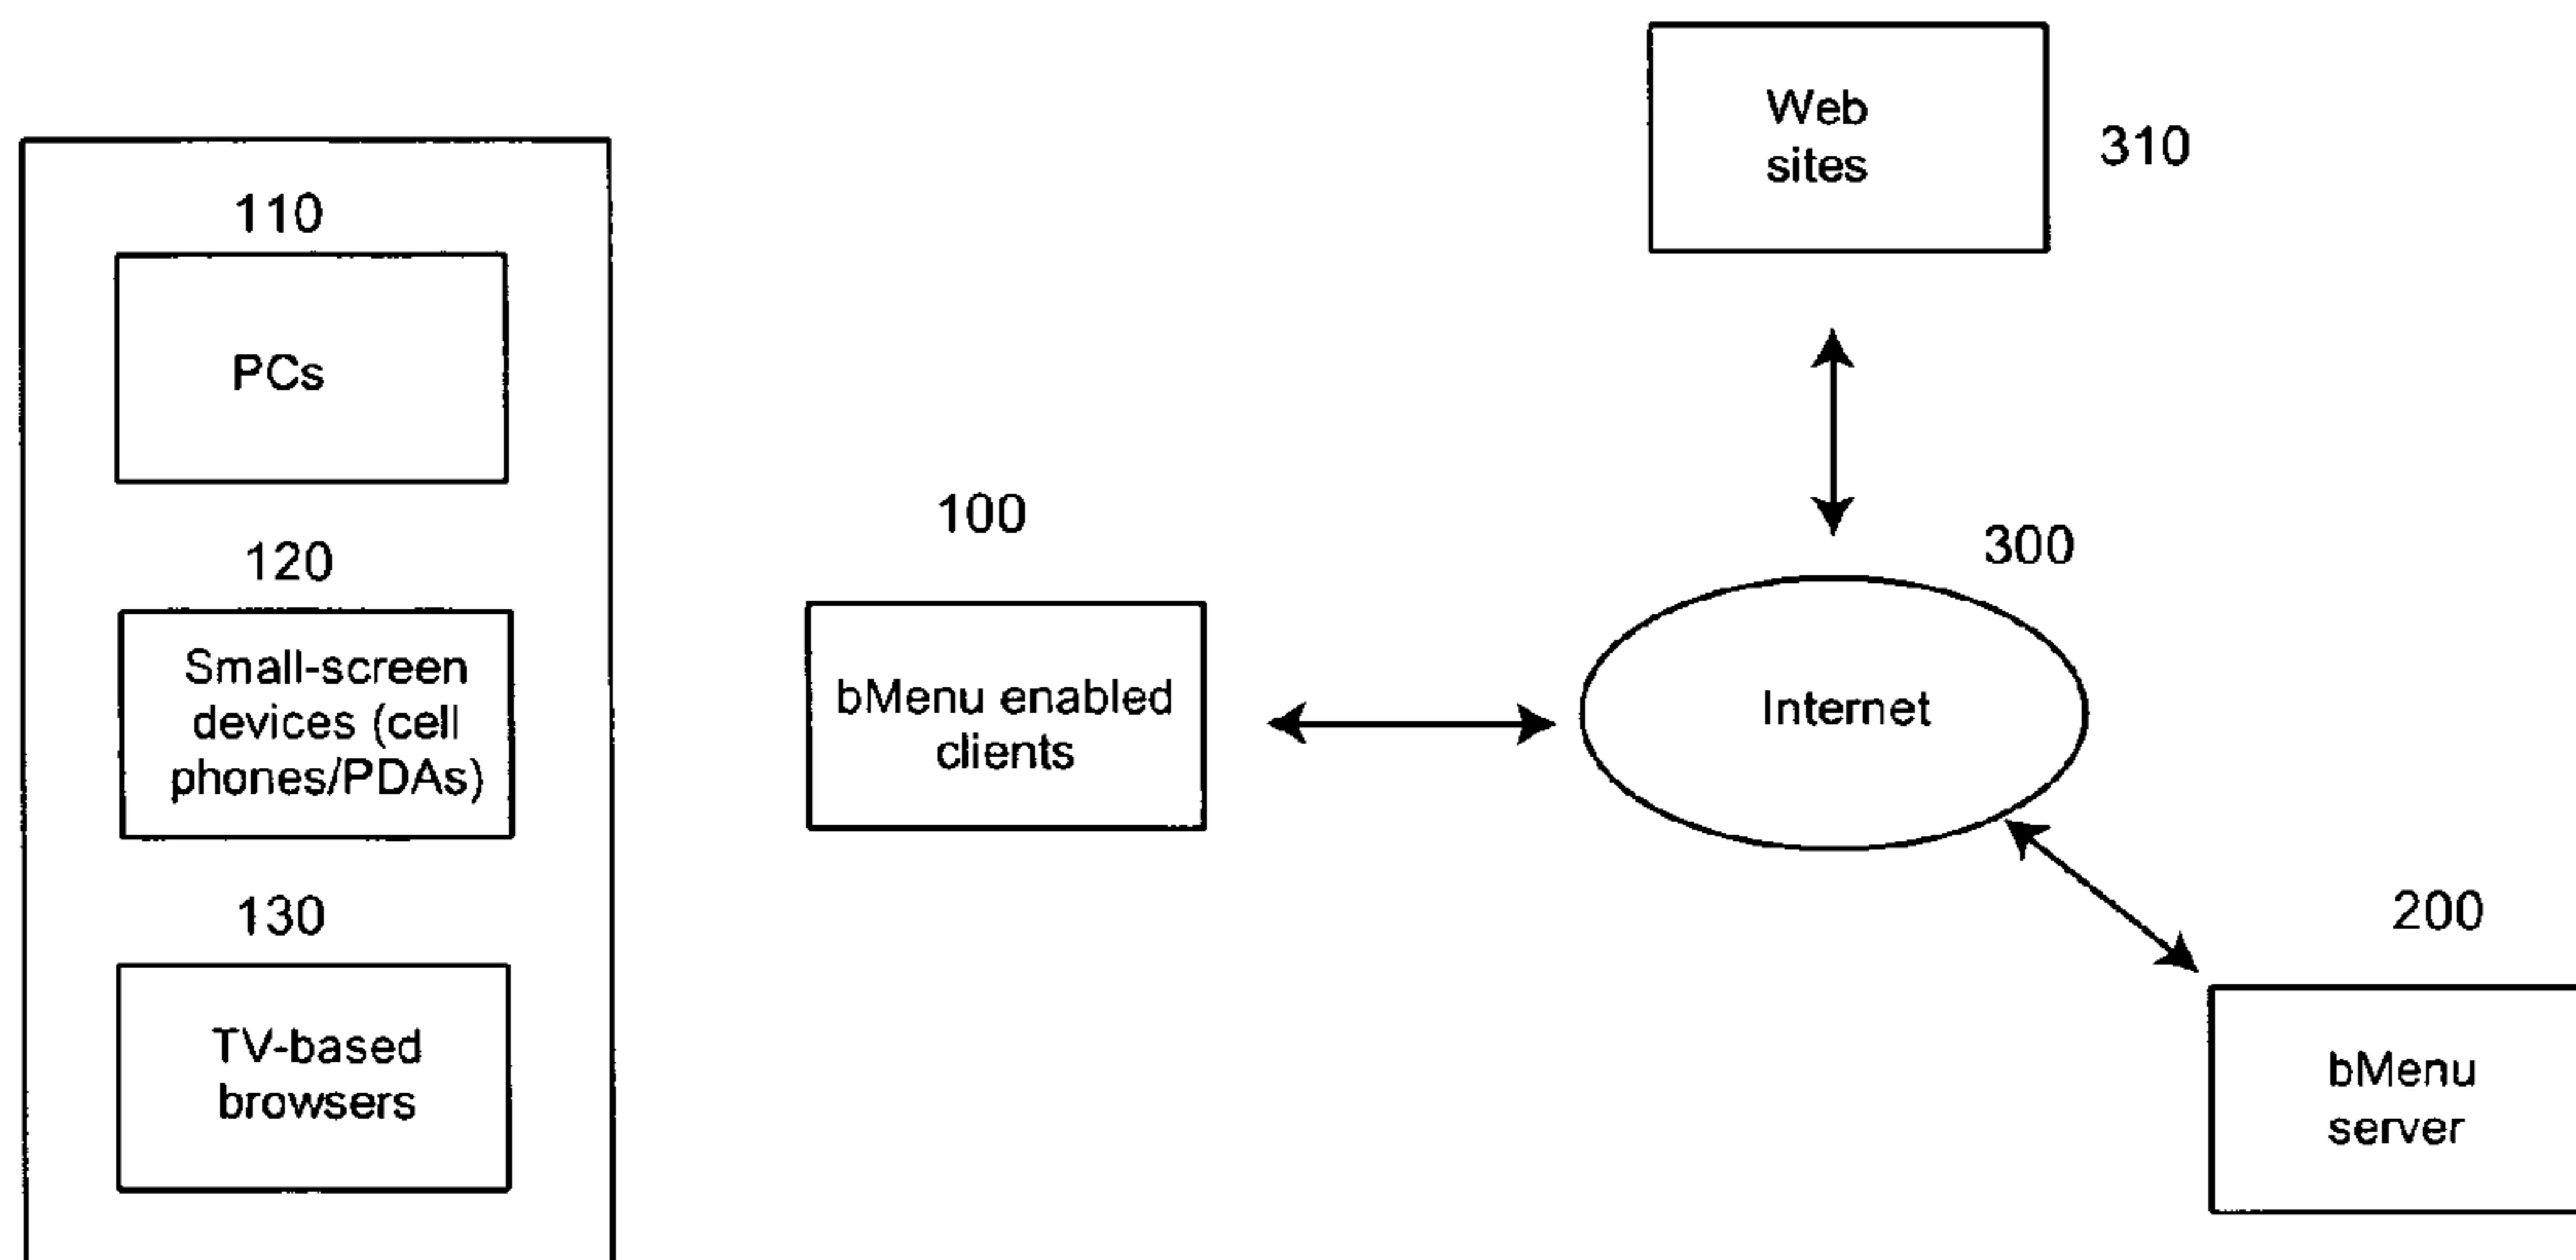 110
PCs
120
Small-screen
devices (cell
phones/PDAs)
130
TV-based
browsers
100
bMenu enabled
clients
Web
sites
310
300
Internet
200
bMenu
server